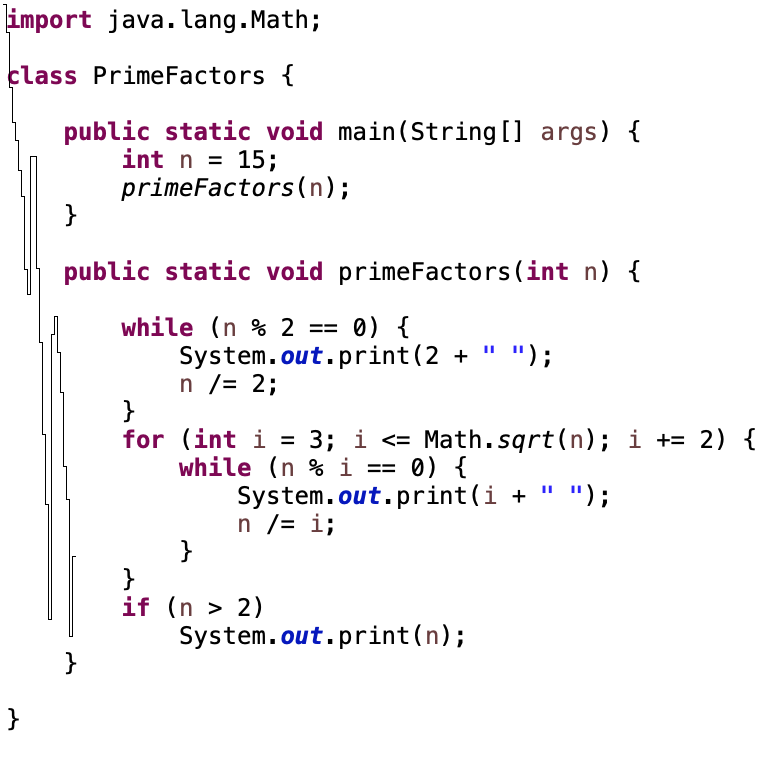 import java.lang.Math;
class PrimeFactors {
public static void main(String[] args) {
int n = 15;
primeFactors(n);
}
public static void primeFactors(int n) {
while (n % 2 == 0) {
System.out.print(2 + " ");
n /= 2;
}
for (int i = 3; i <= Math.sqrt(n); i += 2) {
while (n % i == 0) {
System.out.print(i + " ");
n /= i;
}
}
if (n > 2)
System.out.print(n);
}
}